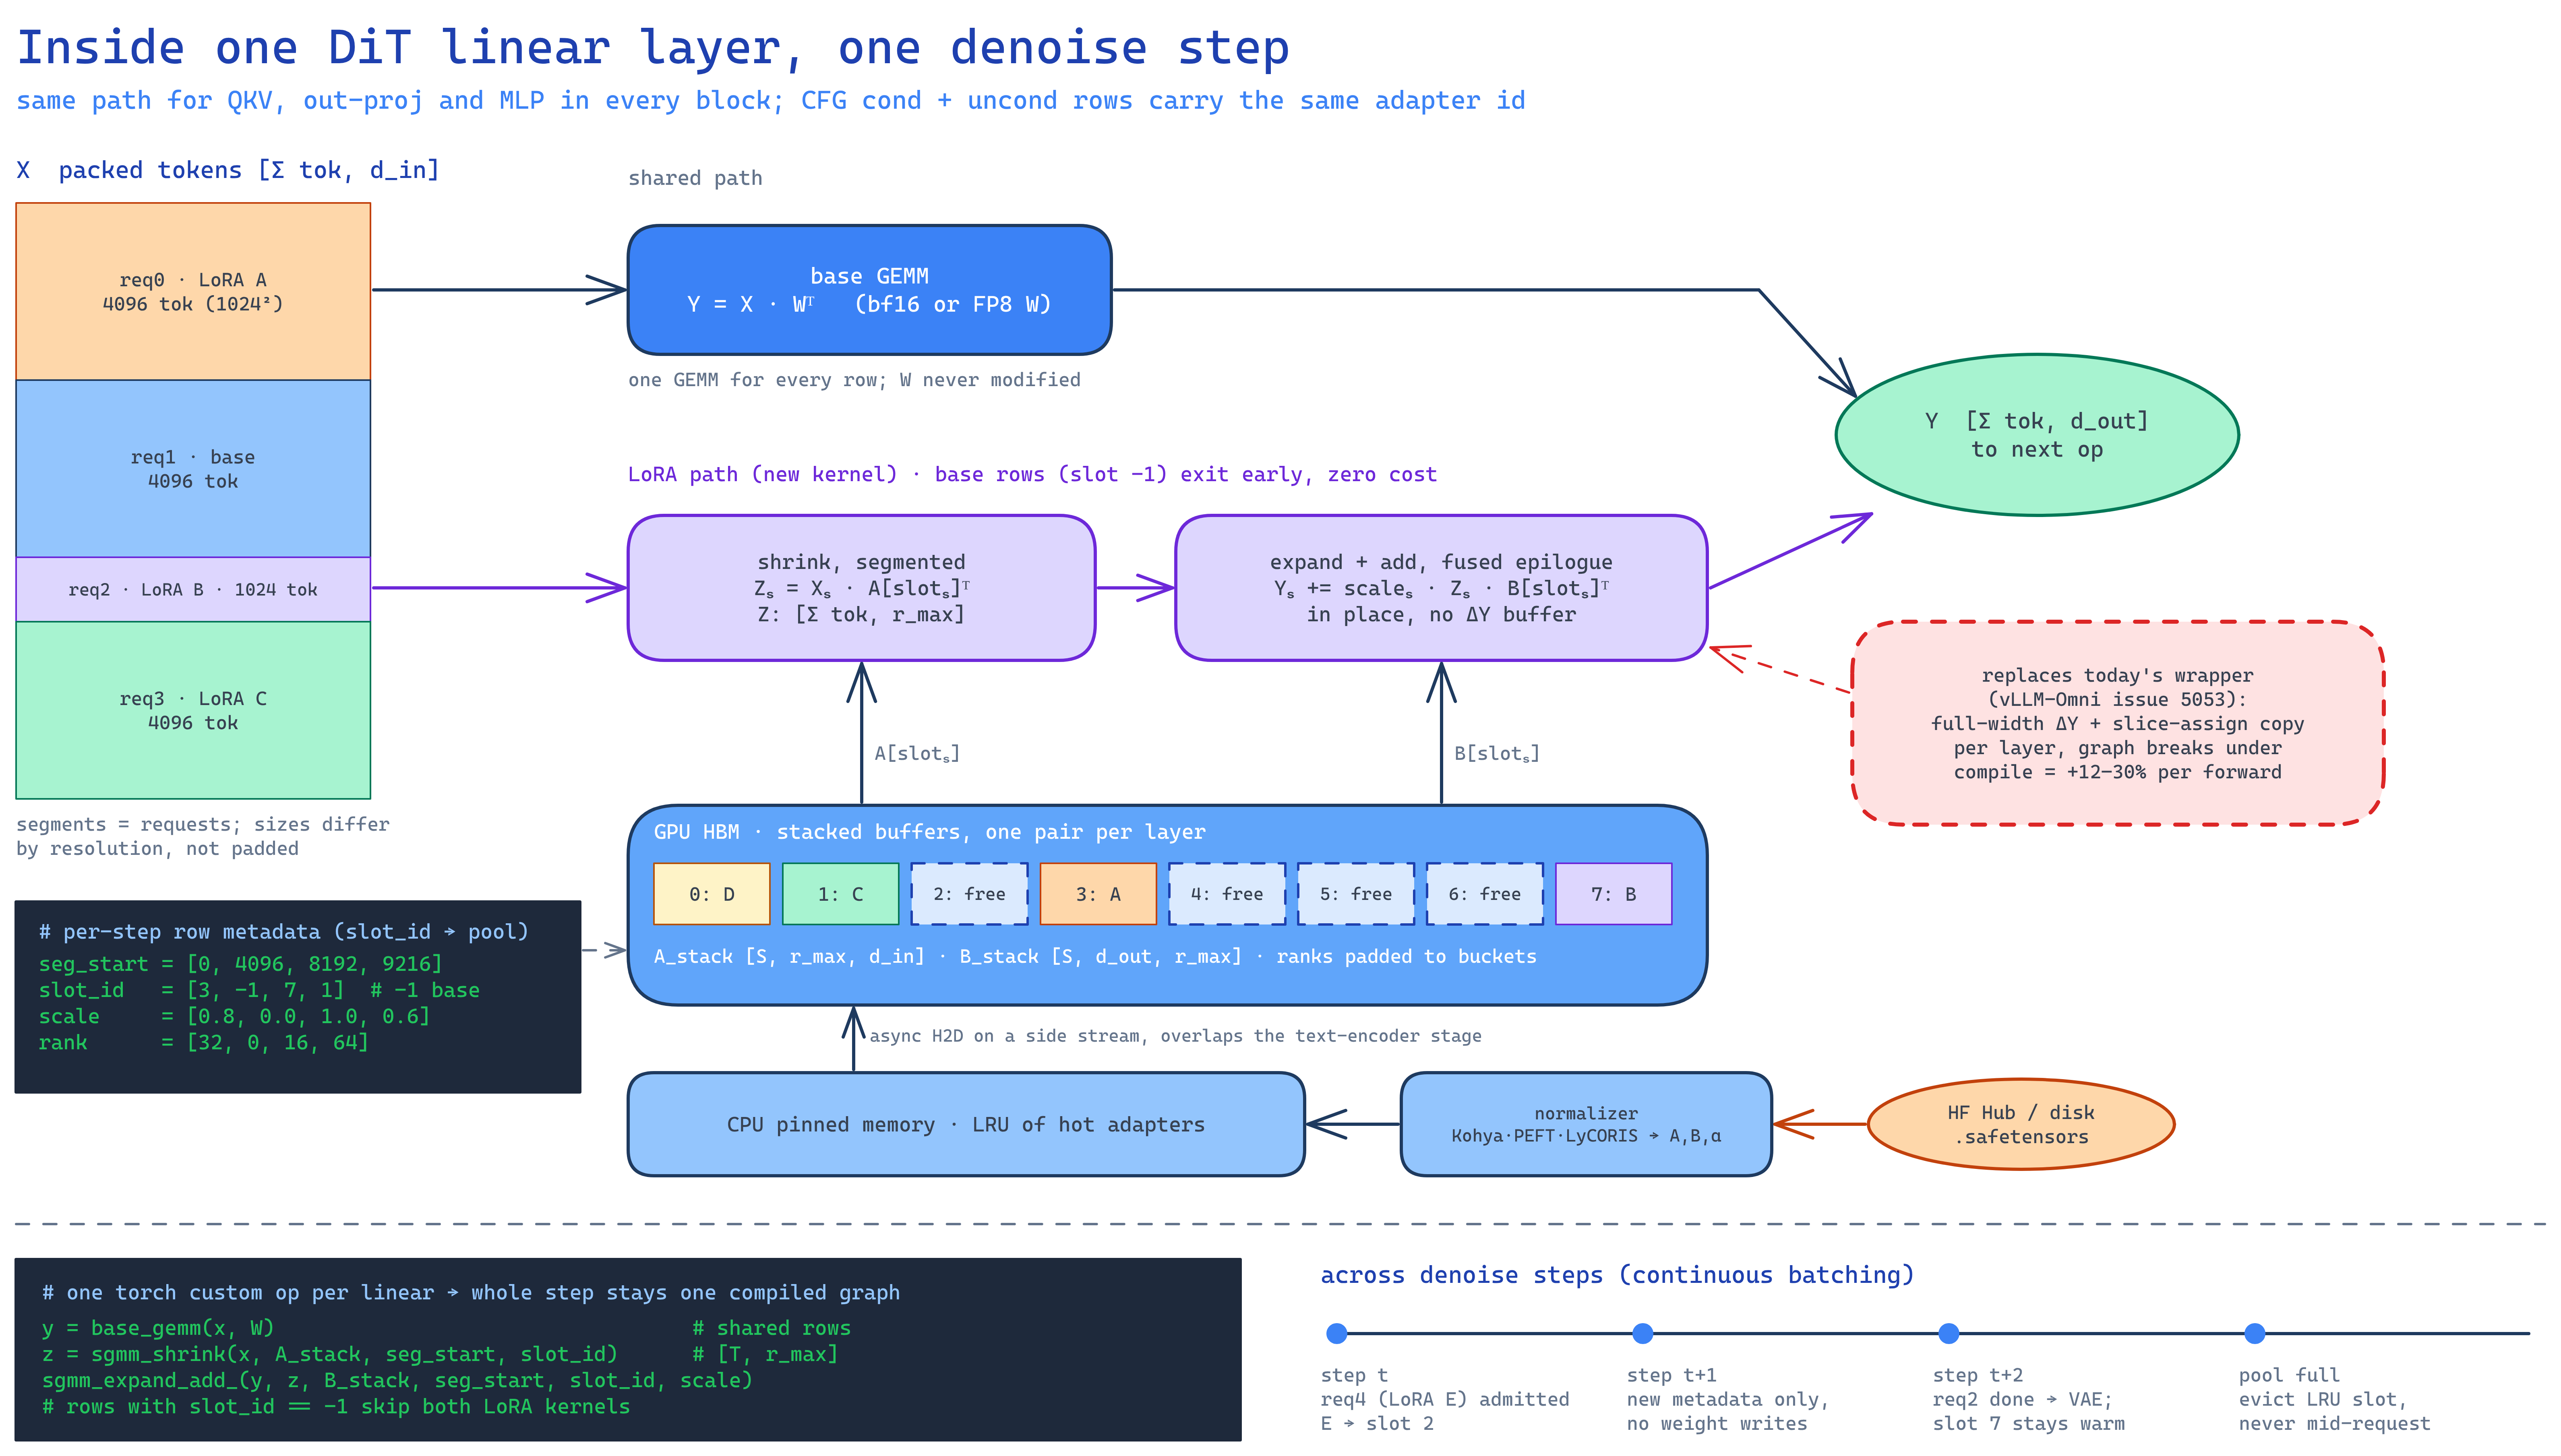 Inside one DiT linear layer, one denoise step
same path for QKV, out-proj and MLP in every block; CFG cond + uncond rows carry the same adapter id
X  packed tokens [Σ tok, d_in]
req0 · LoRA A
4096 tok (1024²)
req1 · base
4096 tok
req2 · LoRA B · 1024 tok
req3 · LoRA C
4096 tok
segments = requests; sizes differ
by resolution, not padded
shared path
base GEMM
Y = X · Wᵀ   (bf16 or FP8 W)
one GEMM for every row; W never modified
Y  [Σ tok, d_out]
to next op
LoRA path (new kernel) · base rows (slot −1) exit early, zero cost
shrink, segmented
Zₛ = Xₛ · A[slotₛ]ᵀ
Z: [Σ tok, r_max]
expand + add, fused epilogue
Yₛ += scaleₛ · Zₛ · B[slotₛ]ᵀ
in place, no ΔY buffer
replaces today's wrapper
(vLLM-Omni issue 5053):
full-width ΔY + slice-assign copy
per layer, graph breaks under
compile = +12–30% per forward
A[slotₛ]
B[slotₛ]
GPU HBM · stacked buffers, one pair per layer
0: D
1: C
2: free
3: A
4: free
5: free
6: free
7: B
A_stack [S, r_max, d_in] · B_stack [S, d_out, r_max] · ranks padded to buckets
# per-step row metadata (slot_id → pool)
seg_start = [0, 4096, 8192, 9216]
slot_id   = [3, −1, 7, 1]  # −1 base
scale     = [0.8, 0.0, 1.0, 0.6]
rank      = [32, 0, 16, 64]
async H2D on a side stream, overlaps the text-encoder stage
CPU pinned memory · LRU of hot adapters
normalizer
Kohya·PEFT·LyCORIS → A,B,α
HF Hub / disk
.safetensors
# one torch custom op per linear → whole step stays one compiled graph
y = base_gemm(x, W)                                  # shared rows
z = sgmm_shrink(x, A_stack, seg_start, slot_id)      # [T, r_max]
sgmm_expand_add_(y, z, B_stack, seg_start, slot_id, scale)
# rows with slot_id == −1 skip both LoRA kernels
across denoise steps (continuous batching)
step t
req4 (LoRA E) admitted
E → slot 2
step t+1
new metadata only,
no weight writes
step t+2
req2 done → VAE;
slot 7 stays warm
pool full
evict LRU slot,
never mid-request